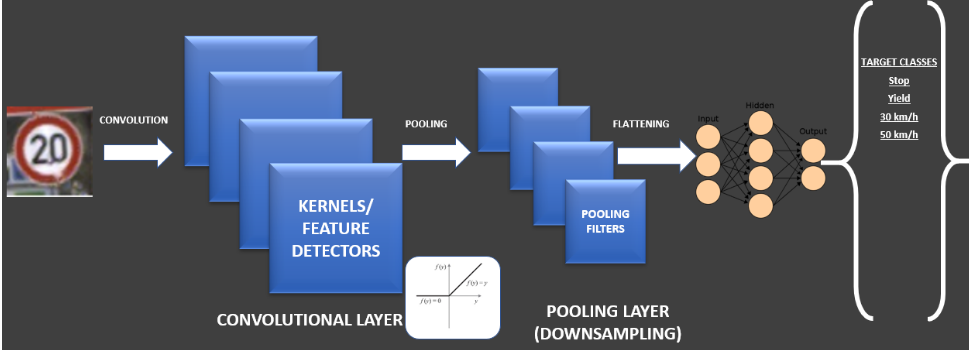 20
CONVOLUTION
KERNELS/
FEATURE
DETECTORS
CONVOLUTIONAL LAYER
f(y)
f(y)=y
f(y)=0
y
POOLING
POOLING
FILTERS
POOLING LAYER
(DOWNSAMPLING)
FLATTENING
Input
Hidden
Output
TARGET CLASSES
Stop
Yield
30 km/h
50 km/h